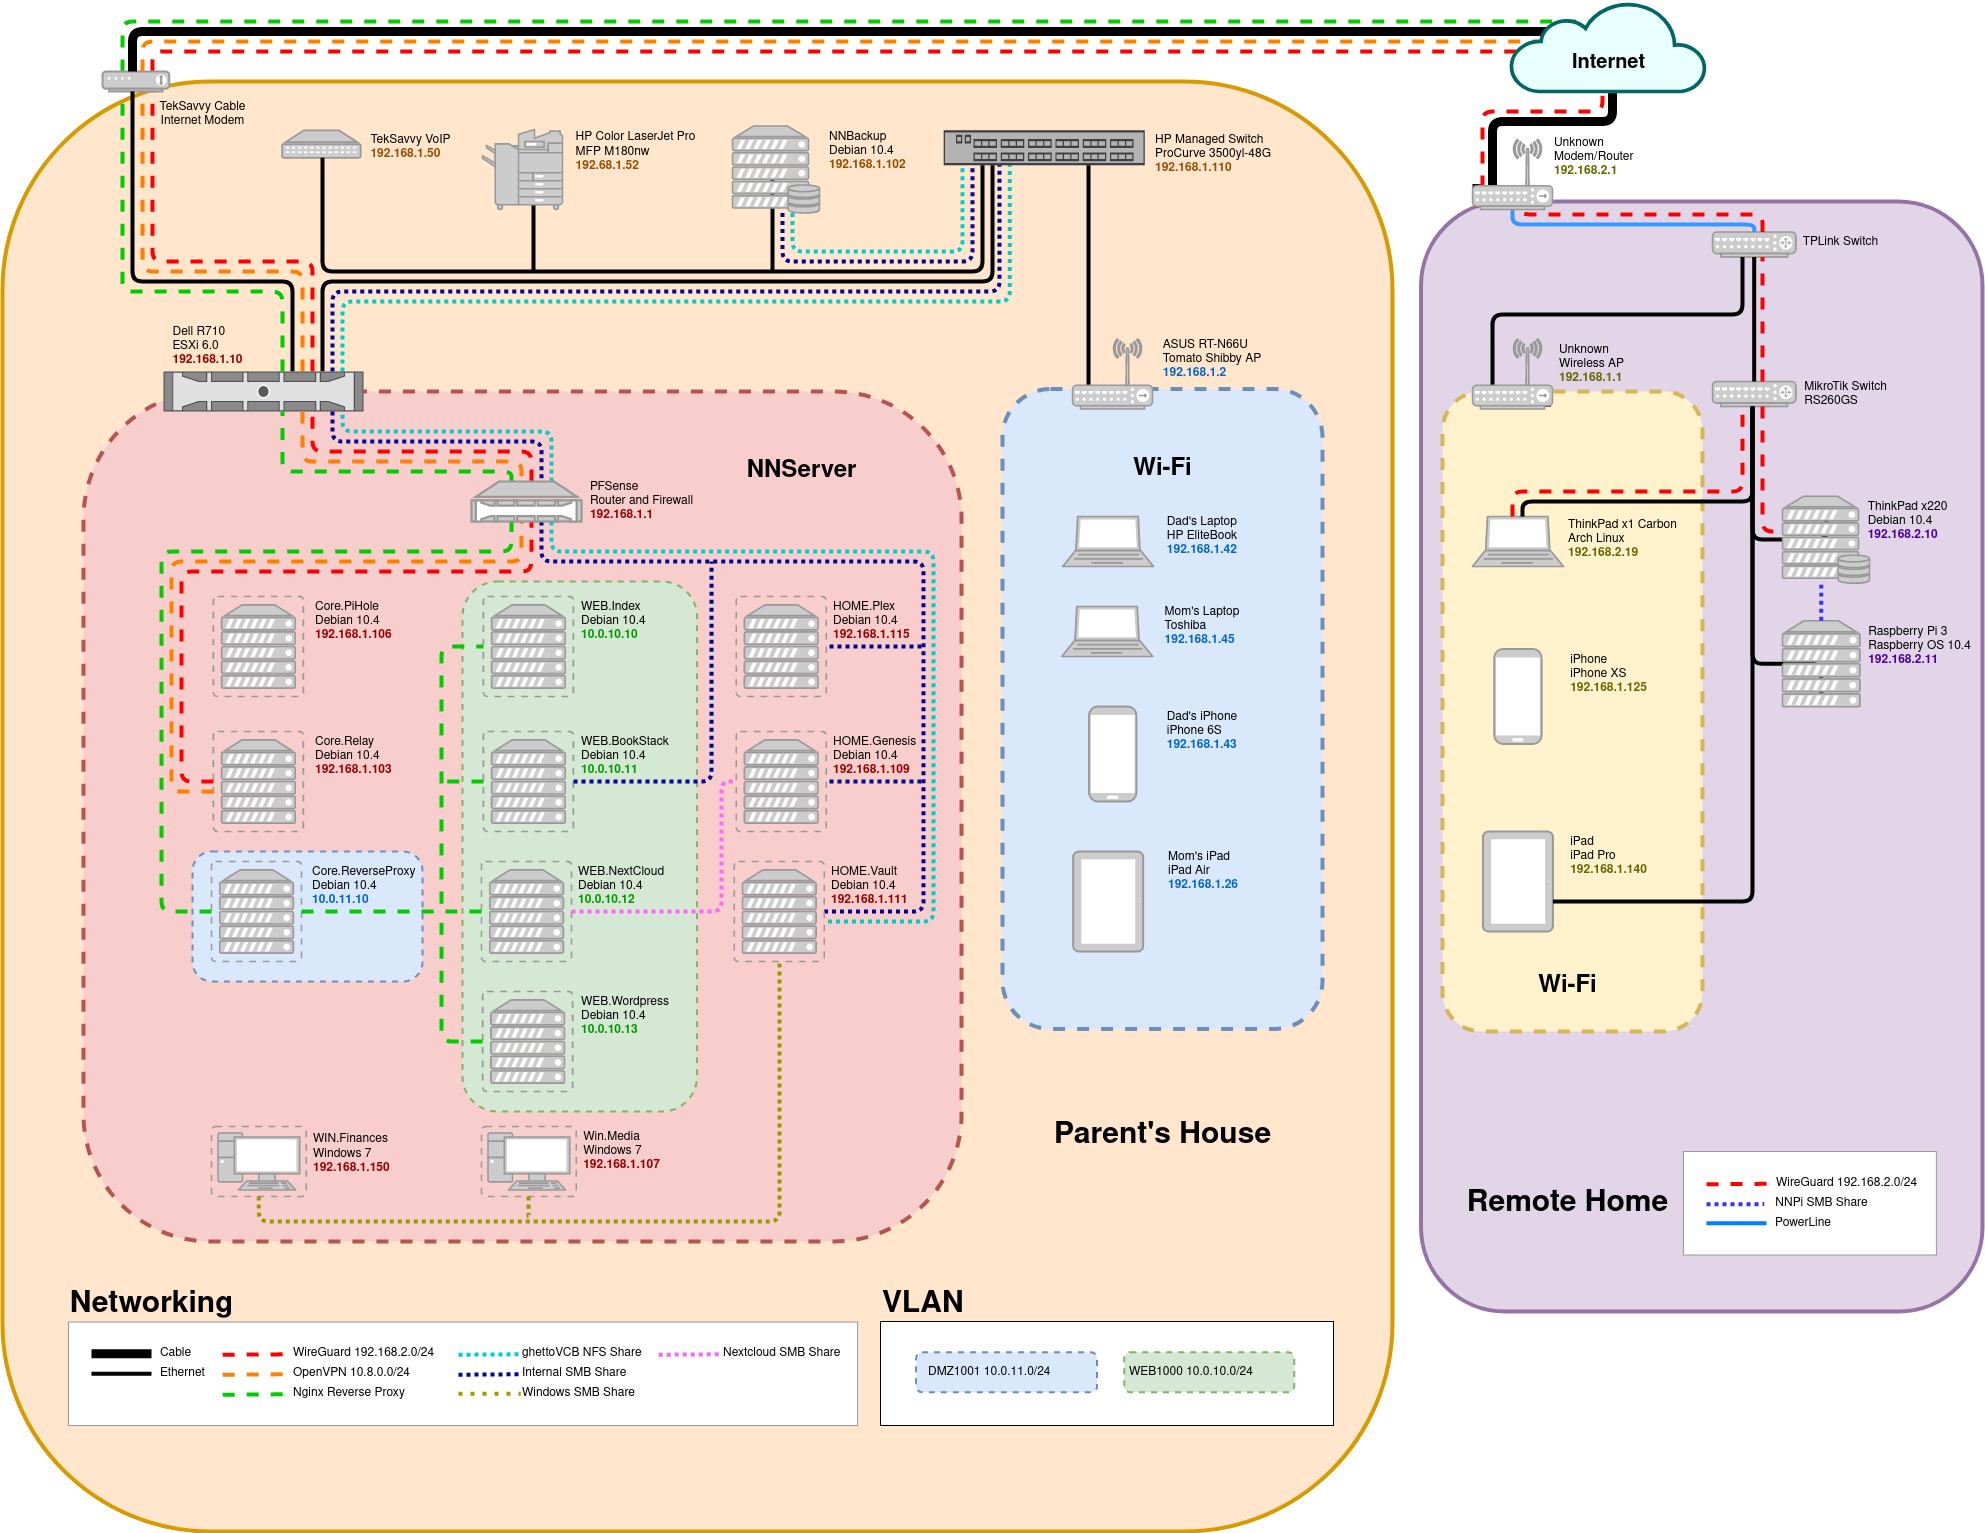 Internet
TekSavvy Cable
Internet Modem
TekSavvy VoIP
192.168.1.50
HP Color LaserJet Pro
MFP M180nw
192.68.1.52
NNBackup
Debian 10.4
192.168.1.102
HP Managed Switch
ProCurve 3500yl-48G
192.168.1.110
Unknown
Modem/Router
192.168.2.1
TPLink Switch
Dell R710
ESXi 6.0
192.168.1.10
ASUS RT-N66U
Tomato Shibby AP
192.168.1.2
Unknown
Wireless AP
192.168.1.1
MikroTik Switch
RS260GS
NNServer
PFSense
Router and Firewall
192.168.1.1
Wi-Fi
Dad's Laptop
HP EliteBook
192.168.1.42
Mom's Laptop
Toshiba
192.168.1.45
Dad's iPhone
iPhone 6S
192.168.1.43
Mom's iPad
iPad Air
192.168.1.26
ThinkPad x1 Carbon
Arch Linux
192.168.2.19
ThinkPad x220
Debian 10.4
192.168.2.10
Raspberry Pi 3
Raspberry OS 10.4
192.168.2.11
iPhone
iPhone XS
192.168.1.125
iPad
iPad Pro
192.168.1.140
Wi-Fi
Core.PiHole
Debian 10.4
192.168.1.106
WEB.Index
Debian 10.4
10.0.10.10
HOME.Plex
Debian 10.4
192.168.1.115
Core.Relay
Debian 10.4
192.168.1.103
WEB.BookStack
Debian 10.4
10.0.10.11
HOME.Genesis
Debian 10.4
192.168.1.109
Core.ReverseProxy
Debian 10.4
10.0.11.10
WEB.NextCloud
Debian 10.4
10.0.10.12
HOME.Vault
Debian 10.4
192.168.1.111
WEB.Wordpress
Debian 10.4
10.0.10.13
WIN.Finances
Windows 7
192.168.1.150
Win.Media
Windows 7
192.168.1.107
Parent's House
Remote Home
WireGuard 192.168.2.0/24
NNPi SMB Share
PowerLine
Networking
Cable
Ethernet
WireGuard 192.168.2.0/24
OpenVPN 10.8.0.0/24
Nginx Reverse Proxy
ghettoVCB NFS Share
Internal SMB Share
Windows SMB Share
Nextcloud SMB Share
VLAN
DMZ1001 10.0.11.0/24
WEB1000 10.0.10.0/24